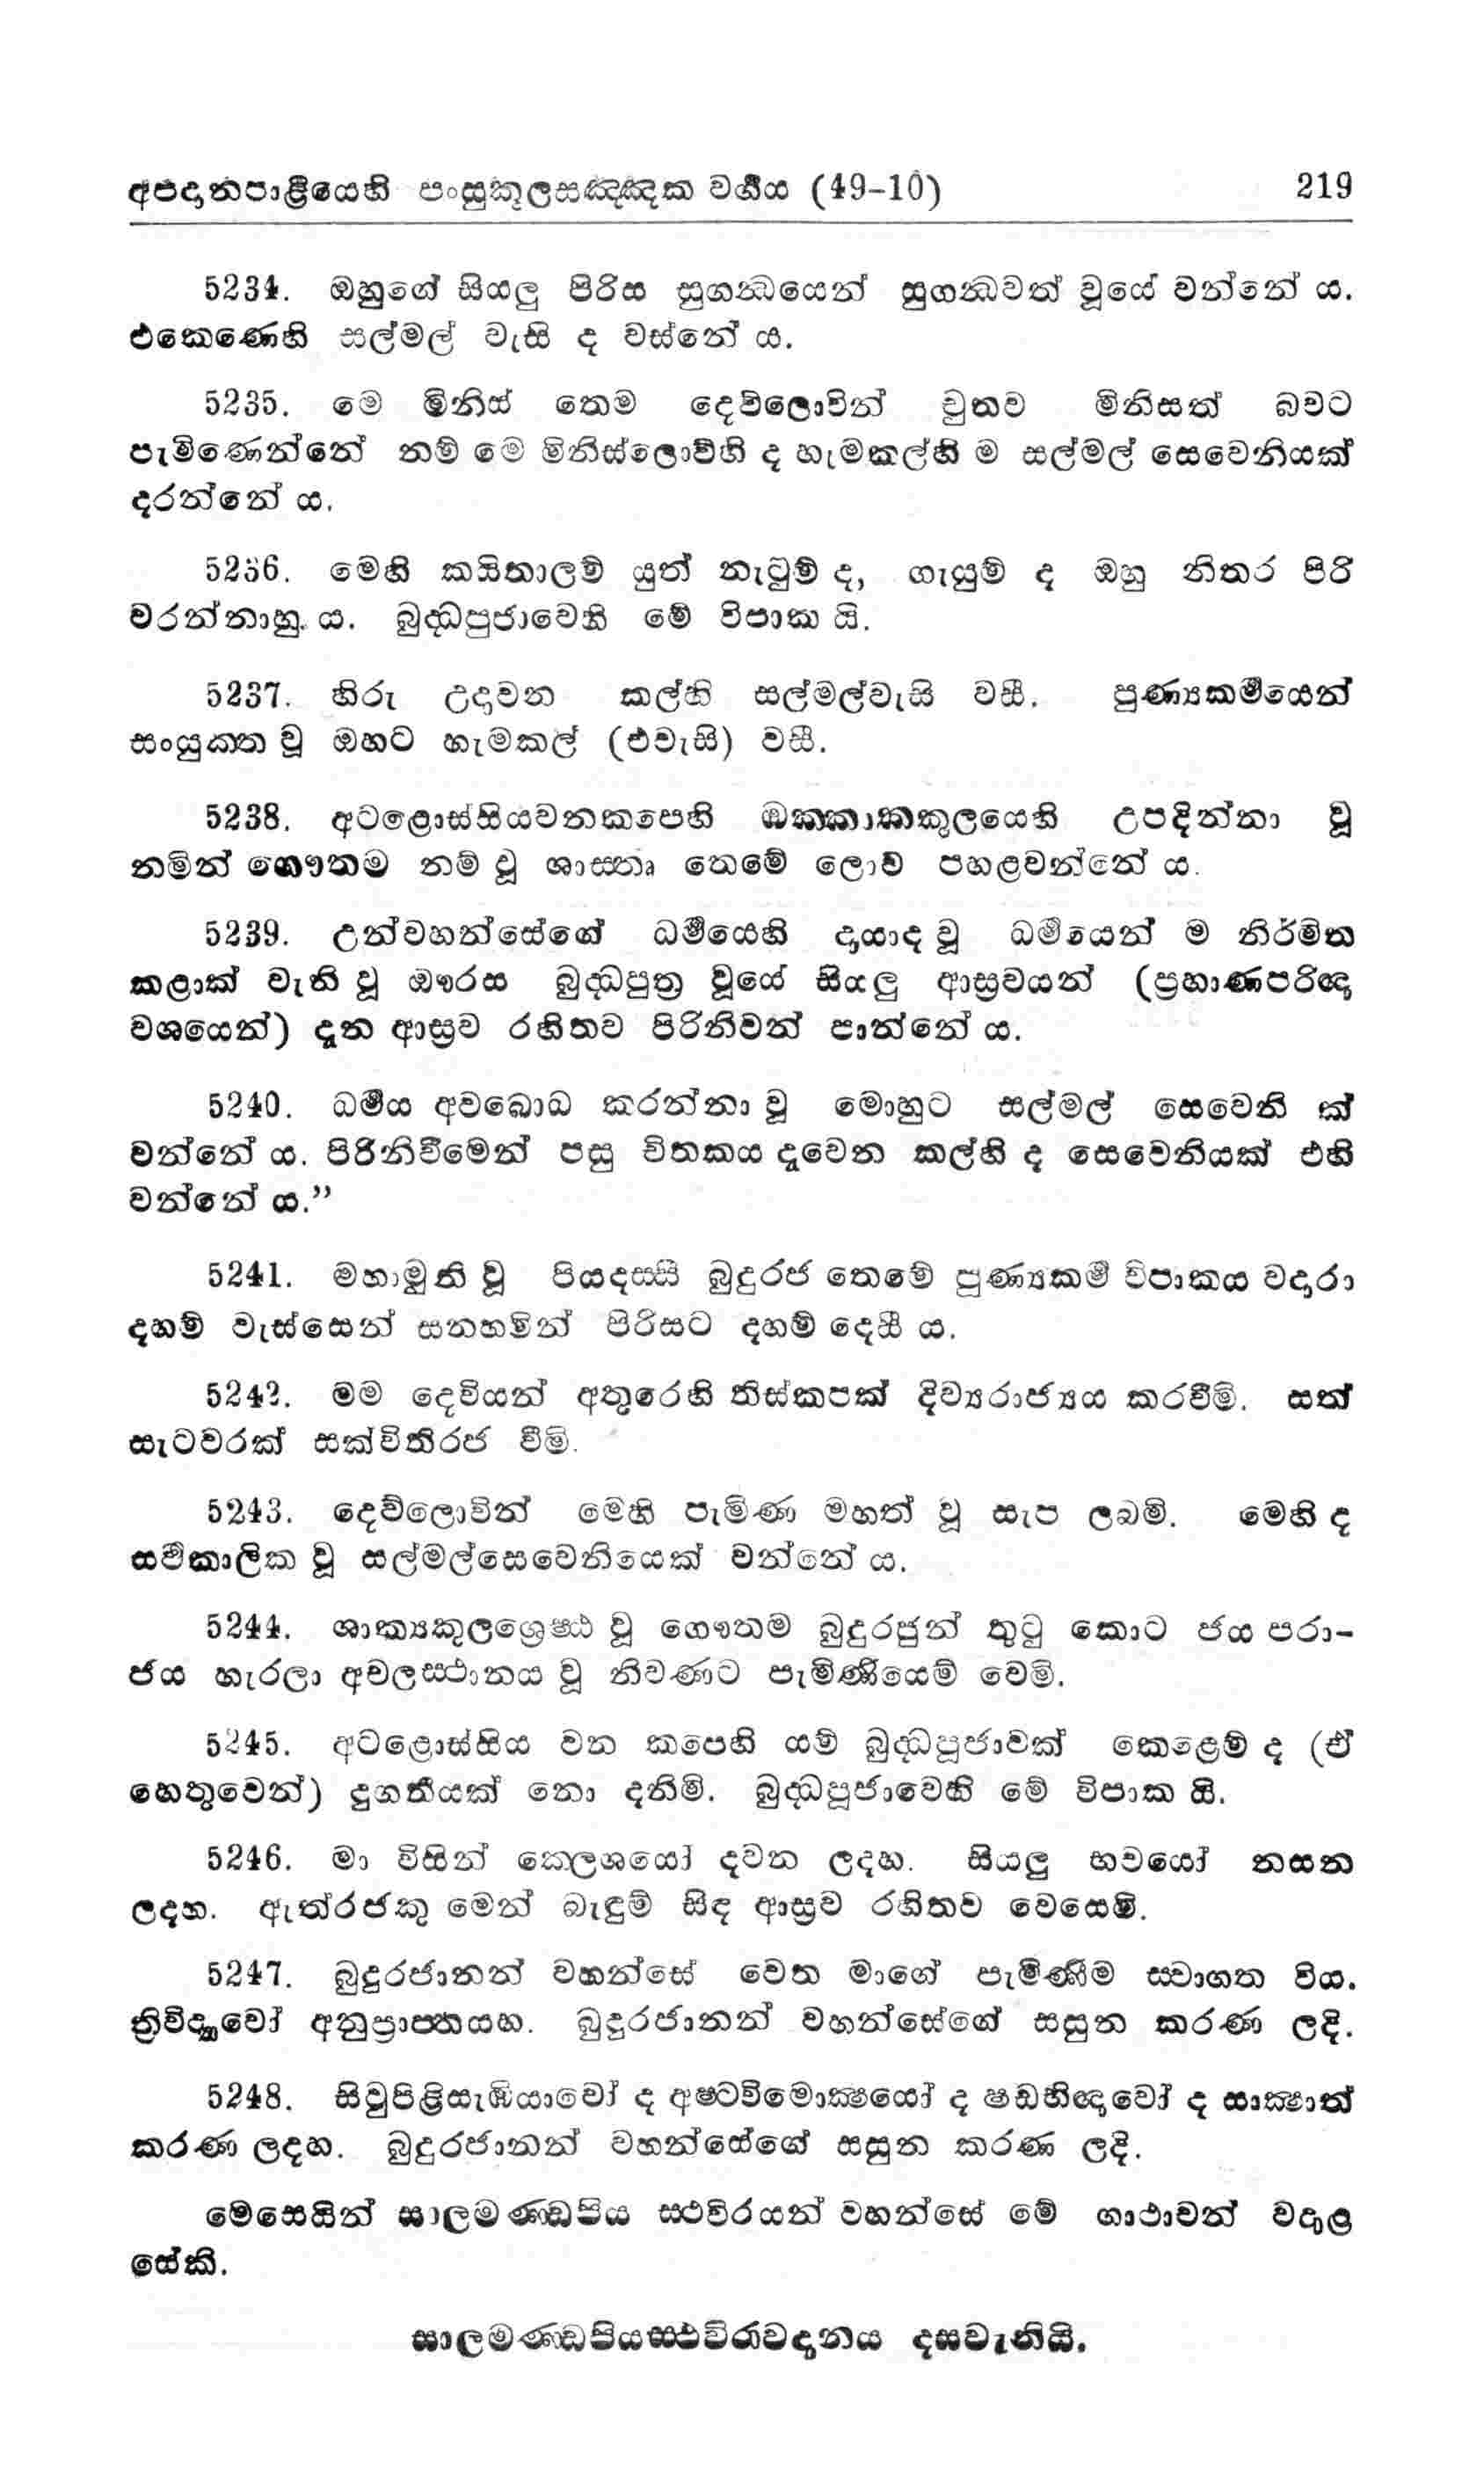 අපදානපාළියෙහි පංසුකූලසඤ්ඤක වර්ගය (49-10) 219
5234. ඔහුගේ සියලු පිරිස සුගන්ධයෙන් සුගන්ධවත් වූයේ වන්නේ ය.
එකෙණෙහි සල්මල් වැසි ද වස්නේ ය.
5235. මෙ මිනිස් තෙම දෙව්ලොවින් චුතව මිනිසත් බවට
පැමිණෙන්නේ නම් මෙ මිනිස්ලොව්හි ද හැමකල්හි ම සල්මල් සෙවෙනියක්
දරන්නේ ය.
5236. මෙහි කයිතාලම් යුත් නැටුම් ද, ගැයුම් ද ඔහු නිතර පිරි
වරන්නාහු ය. බුද්ධපූජාවෙහි මේ විපාක යි.
5237. හිරු උදාවන කල්හි සල්මල්වැසි වසී. පුණ්‍යකර්මයෙන්
සංයුක්ත වූ ඔහට හැමකල් (එවැසි) වසී.
5238. අටළොස්සියවනකපෙහි ඔක්කාකකුලයෙහි උපදින්නා වූ
නමින් ගෞතම නම් වූ ශාස්තෘ තෙමේ ලොව පහළවන්නේ ය.
5239. උන්වහන්සේගේ ධර්මයෙහි දායාද වූ ධර්මයෙන් ම නිර්මිත
කළාක් වැනි වූ ඖරස බුද්ධපුත්‍ර වූයේ සියලු ආස්‍රවයන් (ප්‍රහාණපරිඥා
වශයෙන්) දැන ආස්‍රව රහිතව පිරිනිවන් පාන්නේ ය.
5240. ධර්මය අවබොධ කරන්නා වූ මොහුට සල්මල් සෙවෙනි ක්
වන්නේ ය. පිරිනිවීමෙන් පසු චිතකය දැවෙන කල්හි ද සෙවෙනියක් එහි
වන්නේ ය.”
5241. මහාමුනි වූ පියදස්සී බුදුරජ තෙමේ පුණ්‍යකර්ම විපාකය වදාරා
දහම් වැස්සෙන් සනහමින් පිරිසට දහම් දෙසී ය.
5242. මම දෙවියන් අතුරෙහි තිස්කපක් දිව්‍යරාජ්‍යය කරවීමි. සත්
සැටවරක් සක්විතිරජ වීමි.
5243. දෙව්ලොවින් මෙහි පැමිණ මහත් වූ සැප ලබමි. මෙහි ද
සර්වකාලික වූ සල්මල්සෙවෙනියෙක් වන්නේ ය.
5244. ශාක්‍යකුලශ්‍රෙෂ්ඨ වූ ගෞතම බුදුරජුන් තුටු කොට ජය පරා-
ජය හැරලා අචලස්ථානය වූ නිවණට පැමිණියෙම් වෙමි.
5245. අටළොස්සිය වන කපෙහි යම් බුද්ධපූජාවක් කෙළෙම් ද (ඒ
හෙතුවෙන්) දුගතියක් නො දනිමි. බුද්ධපූජාවෙහි මේ විපාක යි.
5246. මා විසින් කෙලශයෝ දවන ලදහ. සියලු භවයෝ නසන
ලදහ. ඇත්රජකු මෙන් බැඳුම් සිඳ ආස්‍රව රහිතව වෙසෙමි.
5247. බුදුරජානන් වහන්සේ වෙත මාගේ පැමිණීම ස්වාගත විය.
ත්‍රිවිද්‍යාවෝ අනුප්‍රාප්තයහ. බුදුරජානන් වහන්සේගේ සසුන කරණ ලදි.
5248. සිවුපිළිසැඹියාවෝ ද අෂ්ටවිමොක්ෂයෝ ද ෂඩභිඥාවෝ ද සාක්ෂාත්
කරණ ලදහ. බුදුරජානන් වහන්සේගේ සසුන කරණ ලදි.
මෙසෙයින් සාලමණ්ඩපිය ස්ථවිරයන් වහන්සේ මේ ගාථාවන් වදාළ
සේකි.
සාලමණ්ඩපියස්ථවිරාවදානය දසවැනියි.